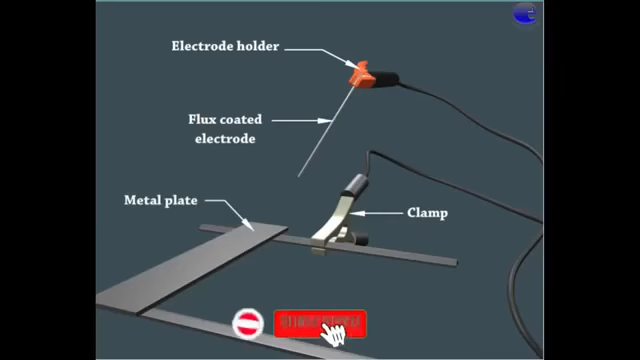 Electrode holder
Flux coated
electrode
Metal plate
Clamp